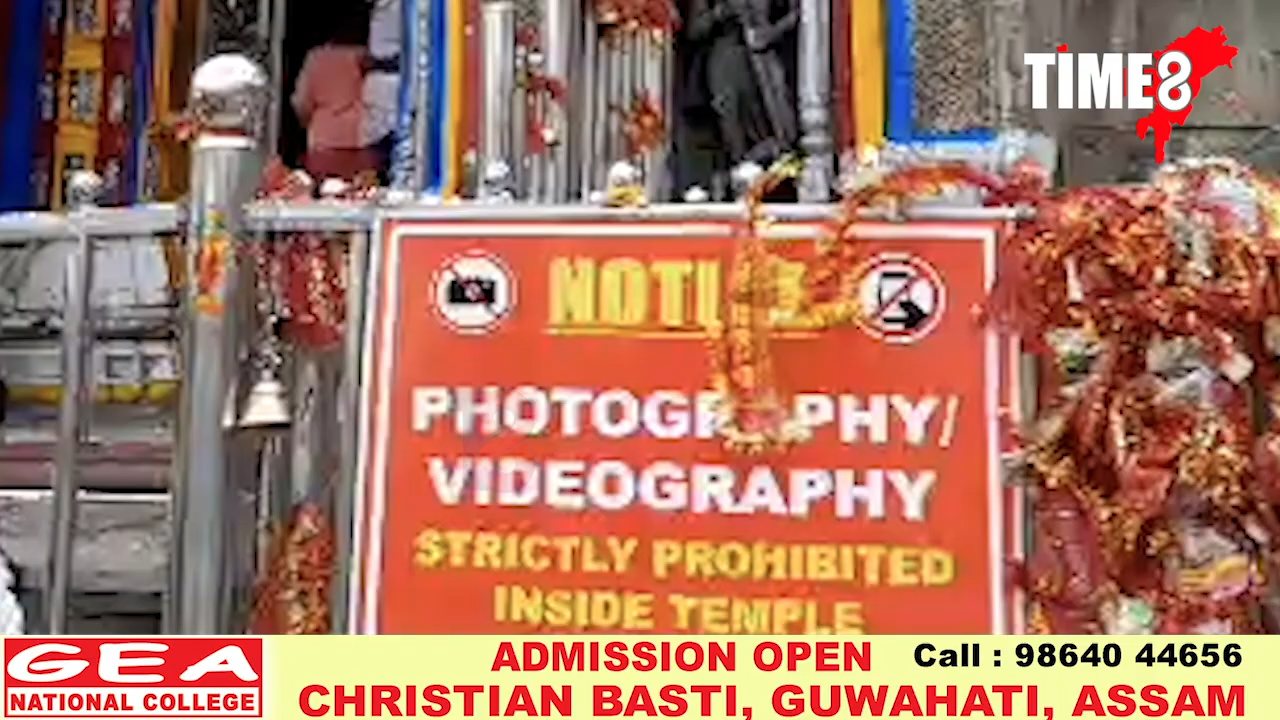 TIME8
NOTI
PHOTOGRAPHY/
VIDEOGRAPHY
STRICTLY PROHIBITED
INSIDE TEMPLE
GEA
NATIONAL COLLEGE
ADMISSION OPEN
Call : 98640 44656
CHRISTIAN BASTI, GUWAHATI, ASSAM